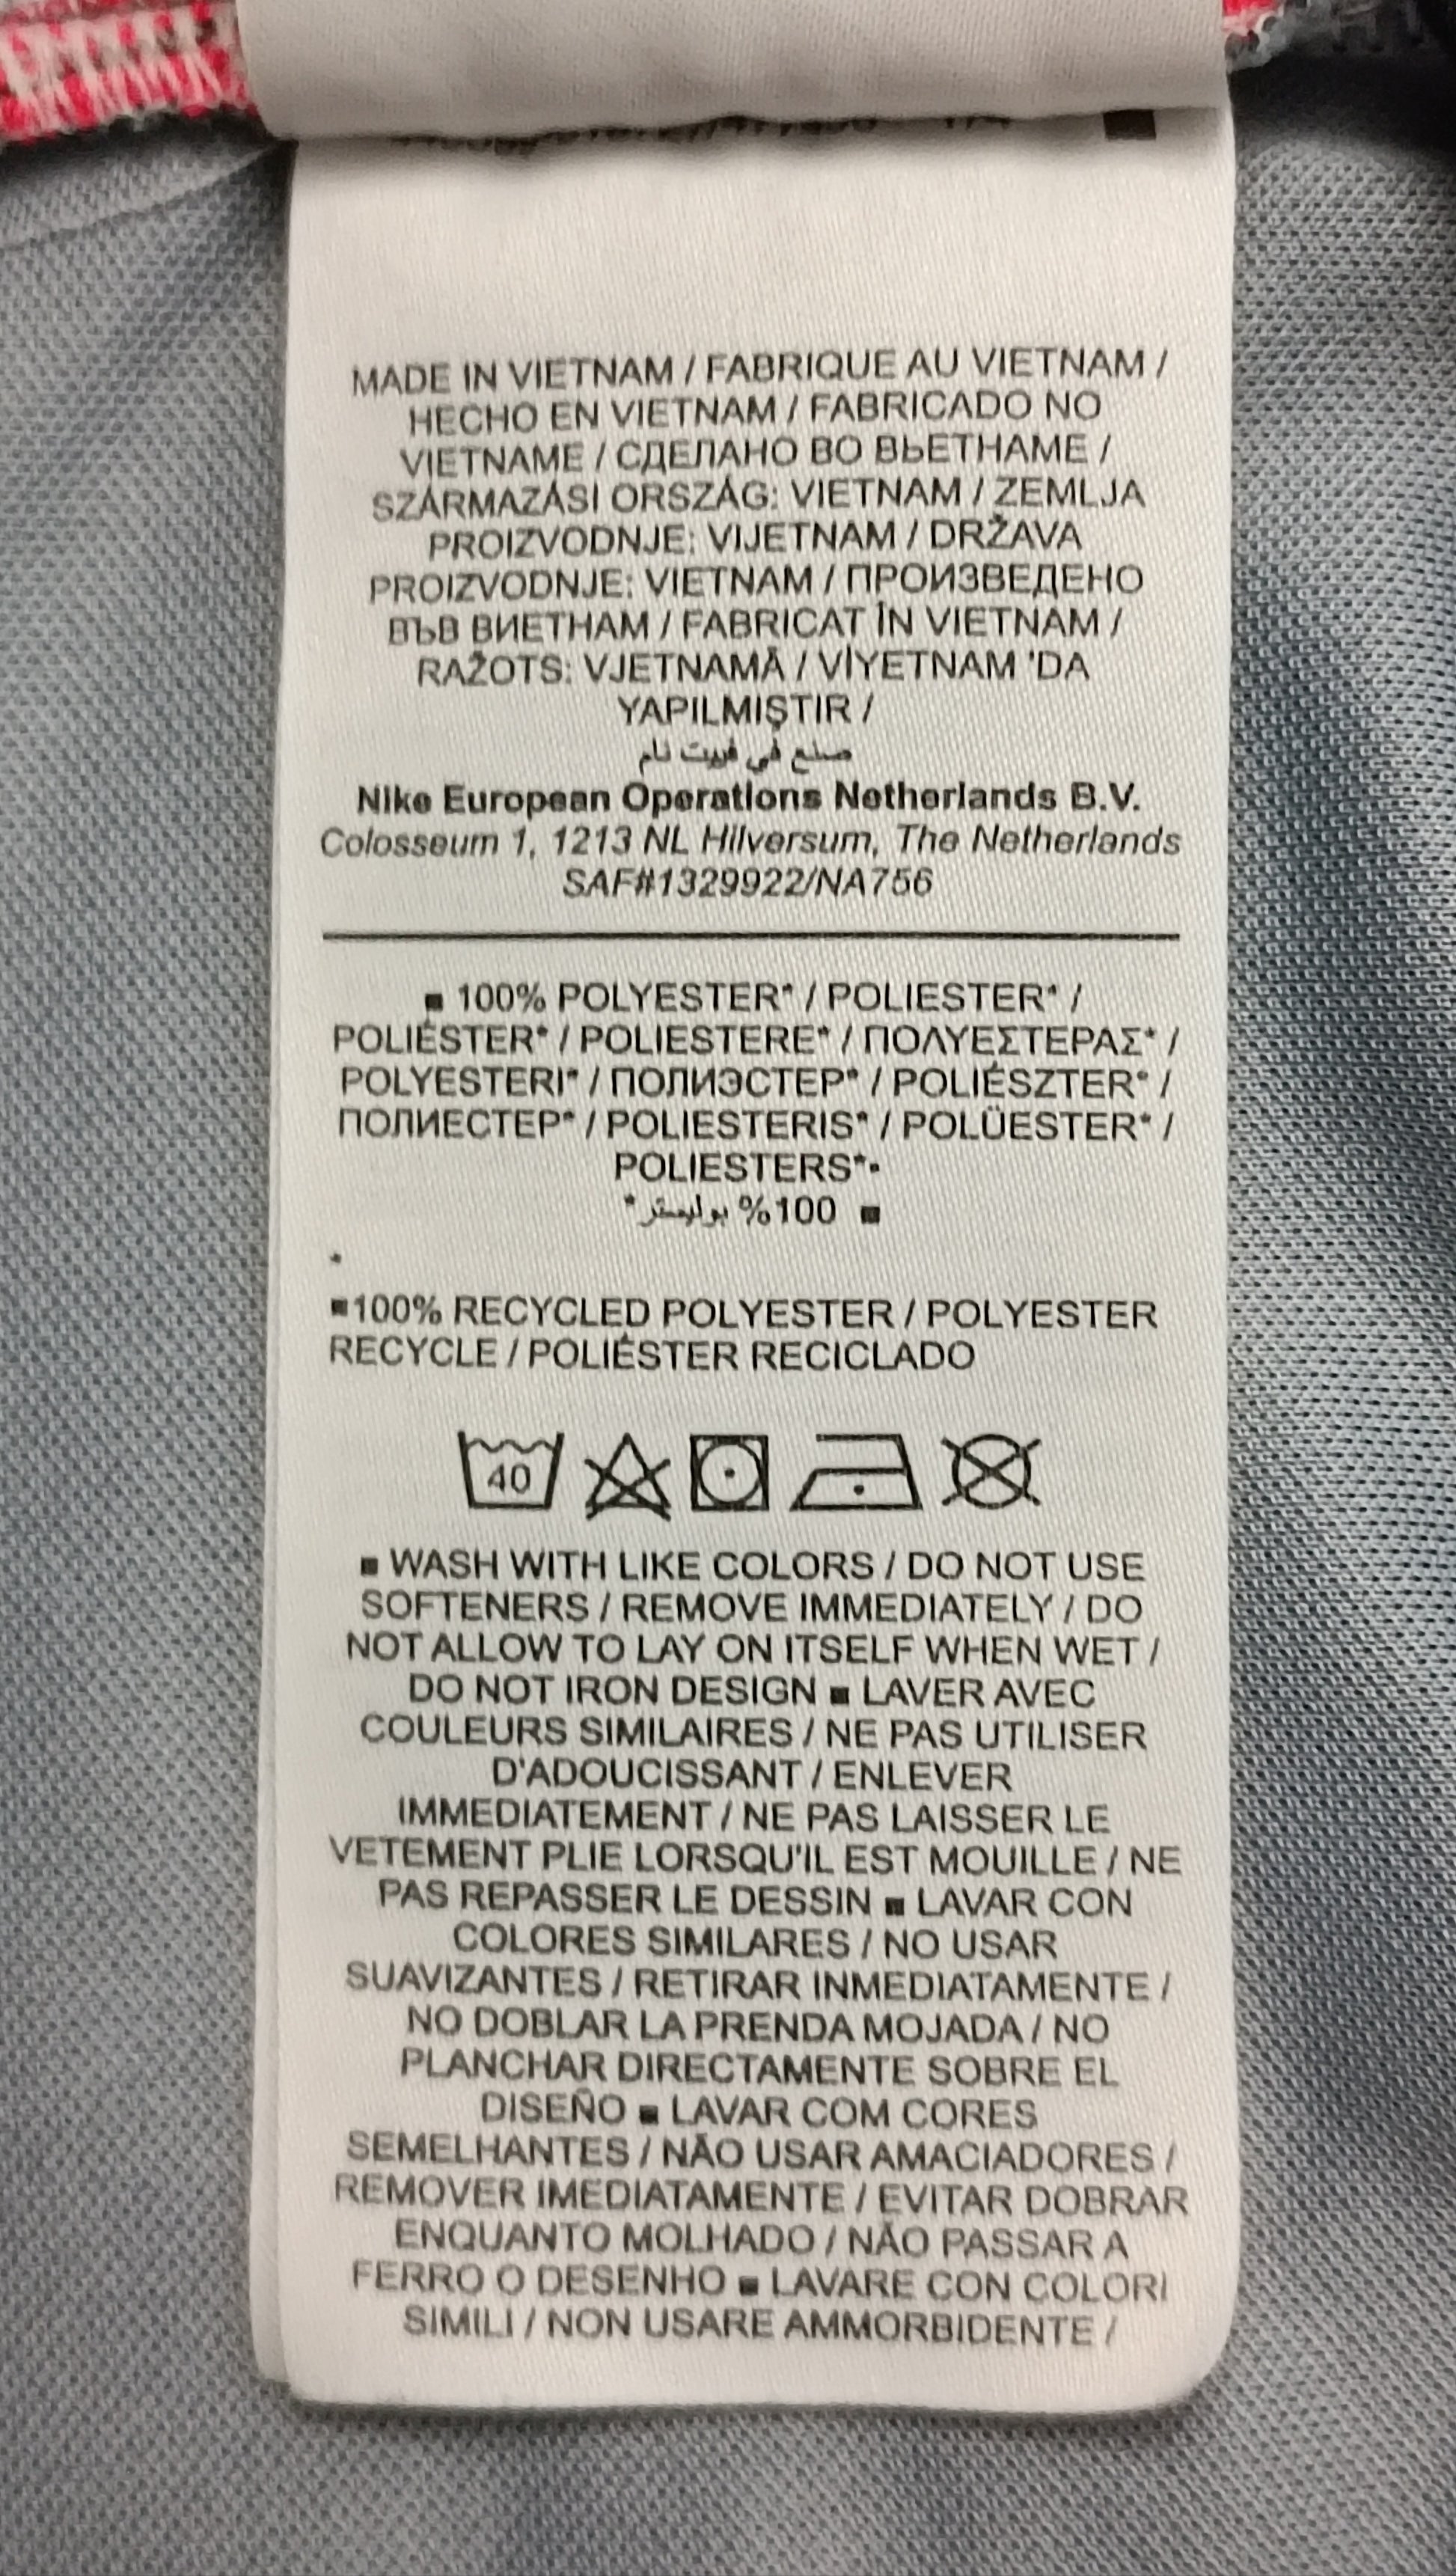 MADE IN VIETNAM / FABRIQUE AU VIETNAM /
HECHO EN VIETNAM / FABRICADO NO
VIETNAME / СДЕЛАНО ВО ВЬЕТНАМЕ /
SZÁRMAZÁSI ORSZÁG: VIETNAM / ZEMLJA
PROIZVODNJE: VIJETNAM / DRŽAVA
PROIZVODNJE: VIETNAM / ПРОИЗВЕДЕНО
ВЪВ ВИЕТНАМ / FABRICAT ÎN VIETNAM /
RAŽOTS: VJETNAMĀ / VİYETNAM 'DA
YAPILMIŞTIR /
صنع في فييت نام
Nike European Operations Netherlands B.V.
Colosseum 1, 1213 NL Hilversum, The Netherlands
SAF#1329922/NA756
■ 100% POLYESTER* / POLIESTER* /
POLIÉSTER* / POLIESTERE* / ΠΟΛΥΕΣΤΕΡΑΣ* /
POLYESTERI* / ПОЛИЭСТЕР* / POLIÉSZTER* /
ПОЛИЕСТЕР* / POLIESTERIS* / POLÜESTER* /
POLIESTERS*▪
■ 100% بوليستر*
*
■100% RECYCLED POLYESTER / POLYESTER
RECYCLE / POLIÉSTER RECICLADO
40
■ WASH WITH LIKE COLORS / DO NOT USE
SOFTENERS / REMOVE IMMEDIATELY / DO
NOT ALLOW TO LAY ON ITSELF WHEN WET /
DO NOT IRON DESIGN ■ LAVER AVEC
COULEURS SIMILAIRES / NE PAS UTILISER
D'ADOUCISSANT / ENLEVER
IMMEDIATEMENT / NE PAS LAISSER LE
VETEMENT PLIE LORSQU'IL EST MOUILLE / NE
PAS REPASSER LE DESSIN ■ LAVAR CON
COLORES SIMILARES / NO USAR
SUAVIZANTES / RETIRAR INMEDIATAMENTE /
NO DOBLAR LA PRENDA MOJADA / NO
PLANCHAR DIRECTAMENTE SOBRE EL
DISEÑO ■ LAVAR COM CORES
SEMELHANTES / NÃO USAR AMACIADORES /
REMOVER IMEDIATAMENTE / EVITAR DOBRAR
ENQUANTO MOLHADO / NÃO PASSAR A
FERRO O DESENHO ■ LAVARE CON COLORI
SIMILI / NON USARE AMMORBIDENTE /